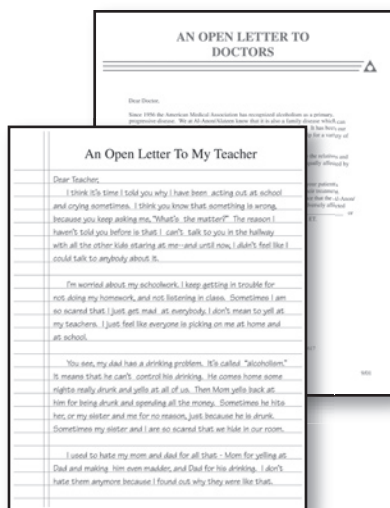 AN OPEN LETTER TO
DOCTORS
Dear Doctor,
Since 1956 the American Medical Association has recognized alcoholism as a primary,
progressive disease. We at Al-Anon/Alateen know that it is also a family disease which can
It has been our
for a variety of
the relatives and
affected by
patients,
that the Al-Anon
afflicted
or
An Open Letter To My Teacher
Dear Teacher,
I think it's time I told you why I have been acting out at school
and crying sometimes. I think you know that something is wrong,
because you keep asking me, "What's the matter?" The reason I
haven't told you before is that I can't talk to you in the hallway
with all the other kids staring at me-and until now, I didn't feel like I
could talk to anybody about it.
I'm worried about my schoolwork. I keep getting in trouble for
not doing my homework, and not listening in class. Sometimes I am
so scared that I just get mad at everybody. I don't mean to yell at
my teachers. I just feel like everyone is picking on me at home and
at school.
You see, my dad has a drinking problem. It's called "alcoholism."
It means that he can't control his drinking. He comes home some
nights really drunk and yells at all of us. Then Mom yells back at
him for being drunk and spending all the money. Sometimes he hits
her, or my sister and me for no reason, just because he is drunk.
Sometimes my sister and I are so scared that we hide in our room.
I used to hate my mom and dad for all that - Mom for yelling at
Dad and making him even madder, and Dad for his drinking. I don't
hate them anymore because I found out why they were like that.